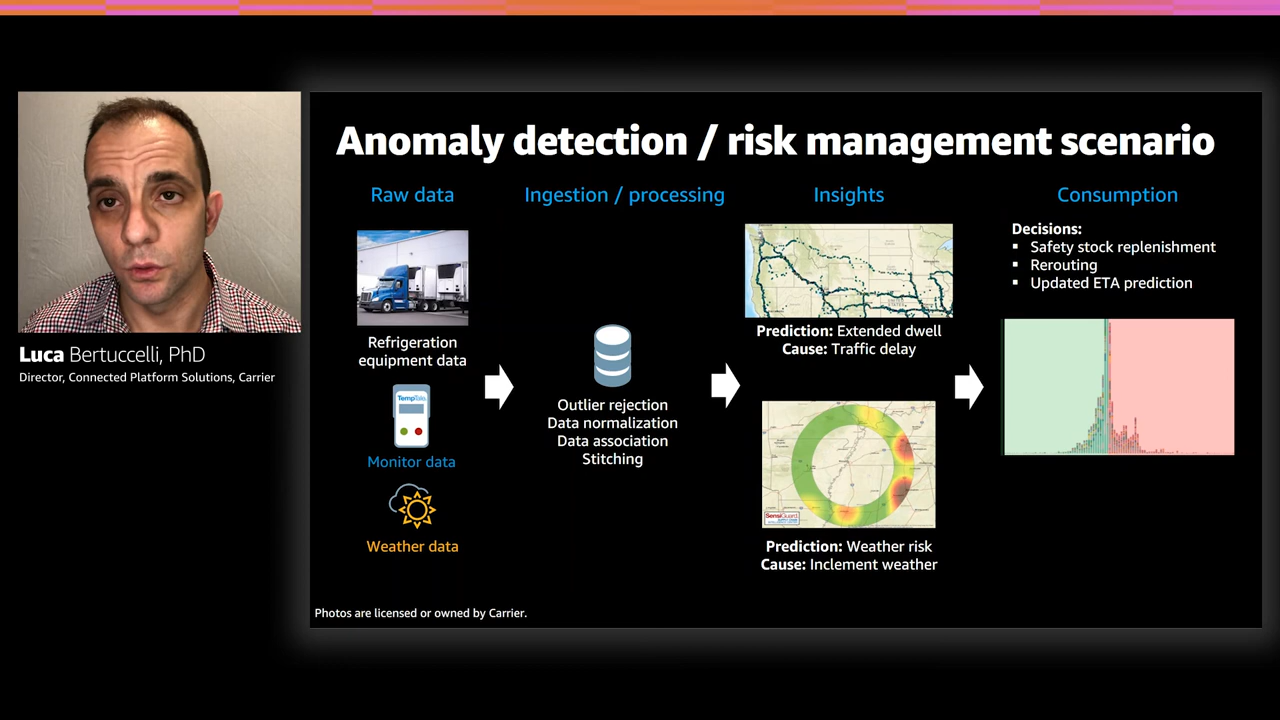 Anomaly detection / risk management scenario
Raw data
Ingestion / processing
Insights
Consumption
Refrigeration
equipment data
TempTale
Monitor data
Weather data
Outlier rejection
Data normalization
Data association
Stitching
Prediction: Extended dwell
Cause: Traffic delay
SensiGuard
Prediction: Weather risk
Cause: Inclement weather
Decisions:
▪ Safety stock replenishment
▪ Rerouting
▪ Updated ETA prediction
Photos are licensed or owned by Carrier.
Luca Bertuccelli, PhD
Director, Connected Platform Solutions, Carrier